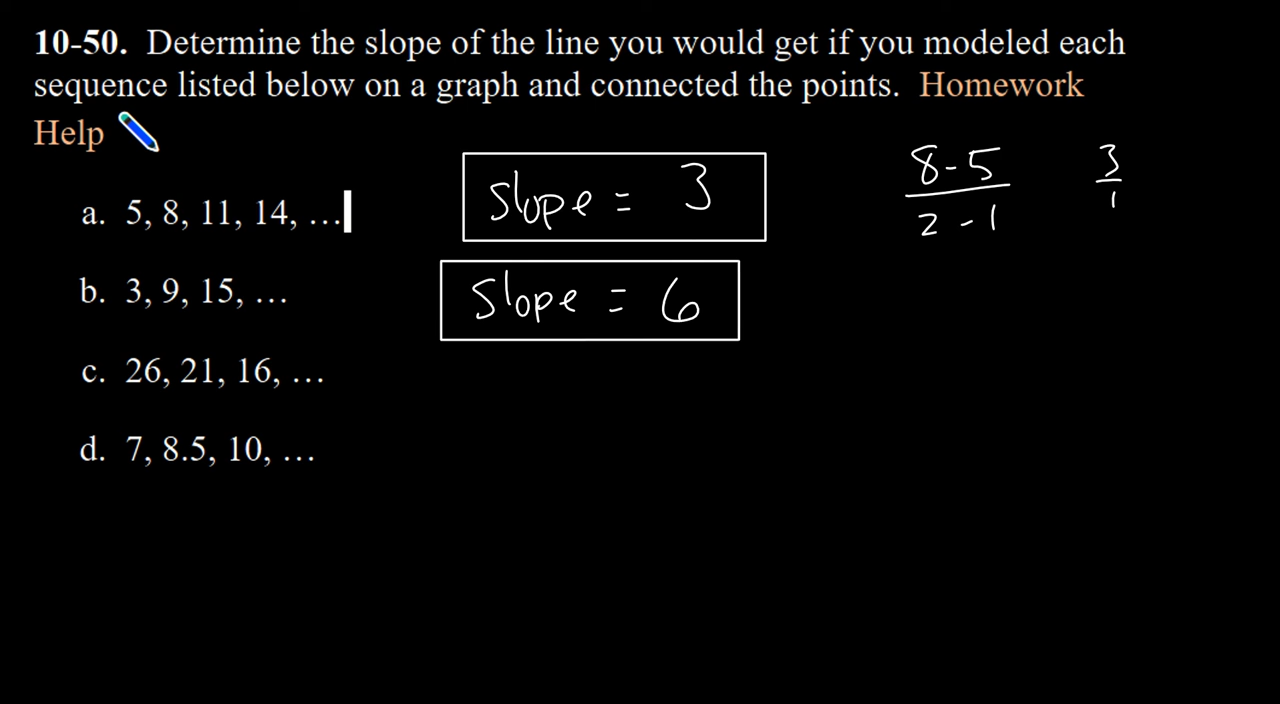 10-50. Determine the slope of the line you would get if you modeled each
sequence listed below on a graph and connected the points. Homework
Help
a. 5, 8, 11, 14, …
slope = 3
8-5
2-1
3
1
b. 3, 9, 15, …
slope = 6
c. 26, 21, 16, …
d. 7, 8.5, 10, …